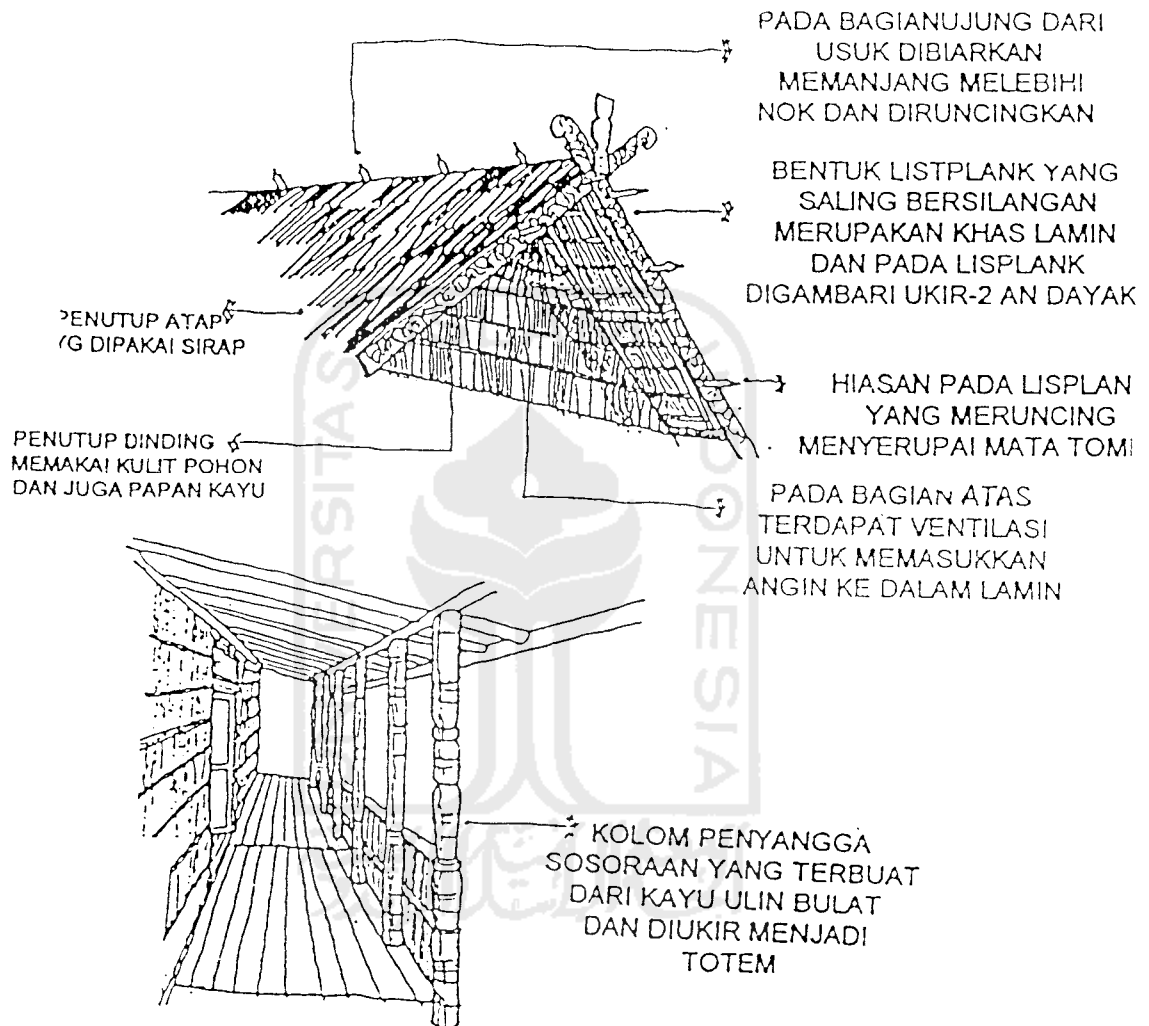 PADA BAGIANUJUNG DARI
USUK DIBIARKAN
MEMANJANG MELEBIHI
NOK DAN DIRUNCINGKAN
BENTUK LISTPLANK YANG
SALING BERSILANGAN
MERUPAKAN KHAS LAMIN
DAN PADA LISPLANK
DIGAMBARI UKIR-2 AN DAYAK
PENUTUP ATAP
YG DIPAKAI SIRAP
HIASAN PADA LISPLAN
YANG MERUNCING
MENYERUPAI MATA TOMI
PENUTUP DINDING
MEMAKAI KULIT POHON
DAN JUGA PAPAN KAYU
PADA BAGIAN ATAS
TERDAPAT VENTILASI
UNTUK MEMASUKKAN
ANGIN KE DALAM LAMIN
KOLOM PENYANGGA
SOSORAAN YANG TERBUAT
DARI KAYU ULIN BULAT
DAN DIUKIR MENJADI
TOTEM